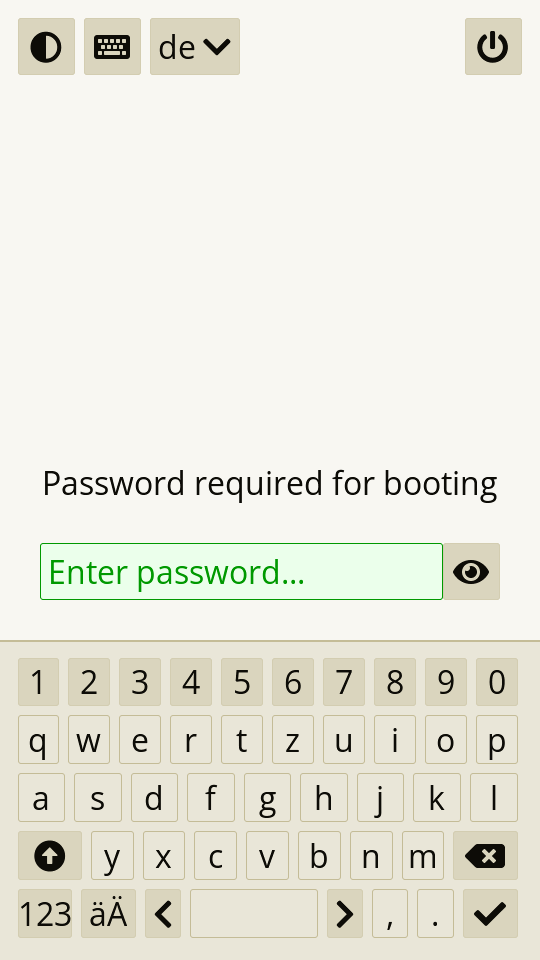 de
Password required for booting
Enter password...
1 2 3 4 5 6 7 8 9 0
q w e r t z u i o p
a s d f g h j k l
y x c v b n m
123 äÄ , .